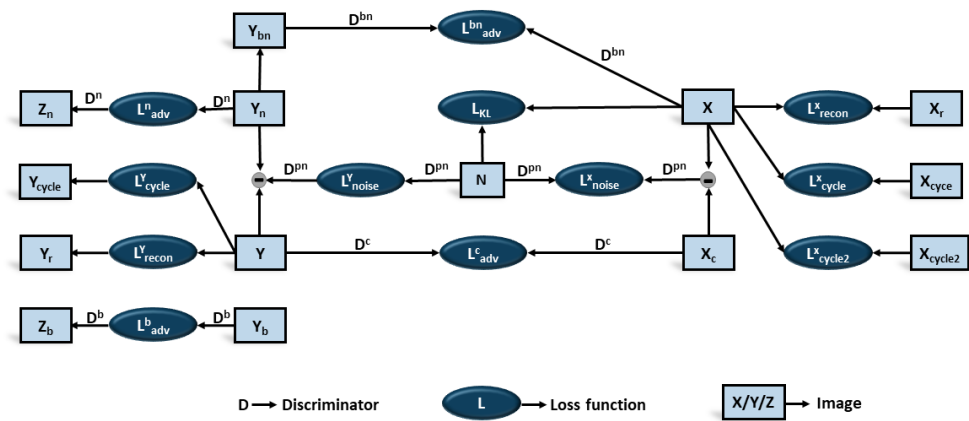 Y_bn D^bn L^bn_adv
D^bn
Z_n D^n L^n_adv D^n Y_n L_KL X L^x_recon X_r
Y_cycle L^Y_cycle D^pn L^Y_noise D^pn N D^pn L^x_noise D^pn L^x_cycle X_cyce
Y_r L^Y_recon Y D^c L^c_adv D^c X_c L^x_cycle2 X_cycle2
Z_b D^b L^b_adv D^b Y_b
D → Discriminator L → Loss function X/Y/Z → Image